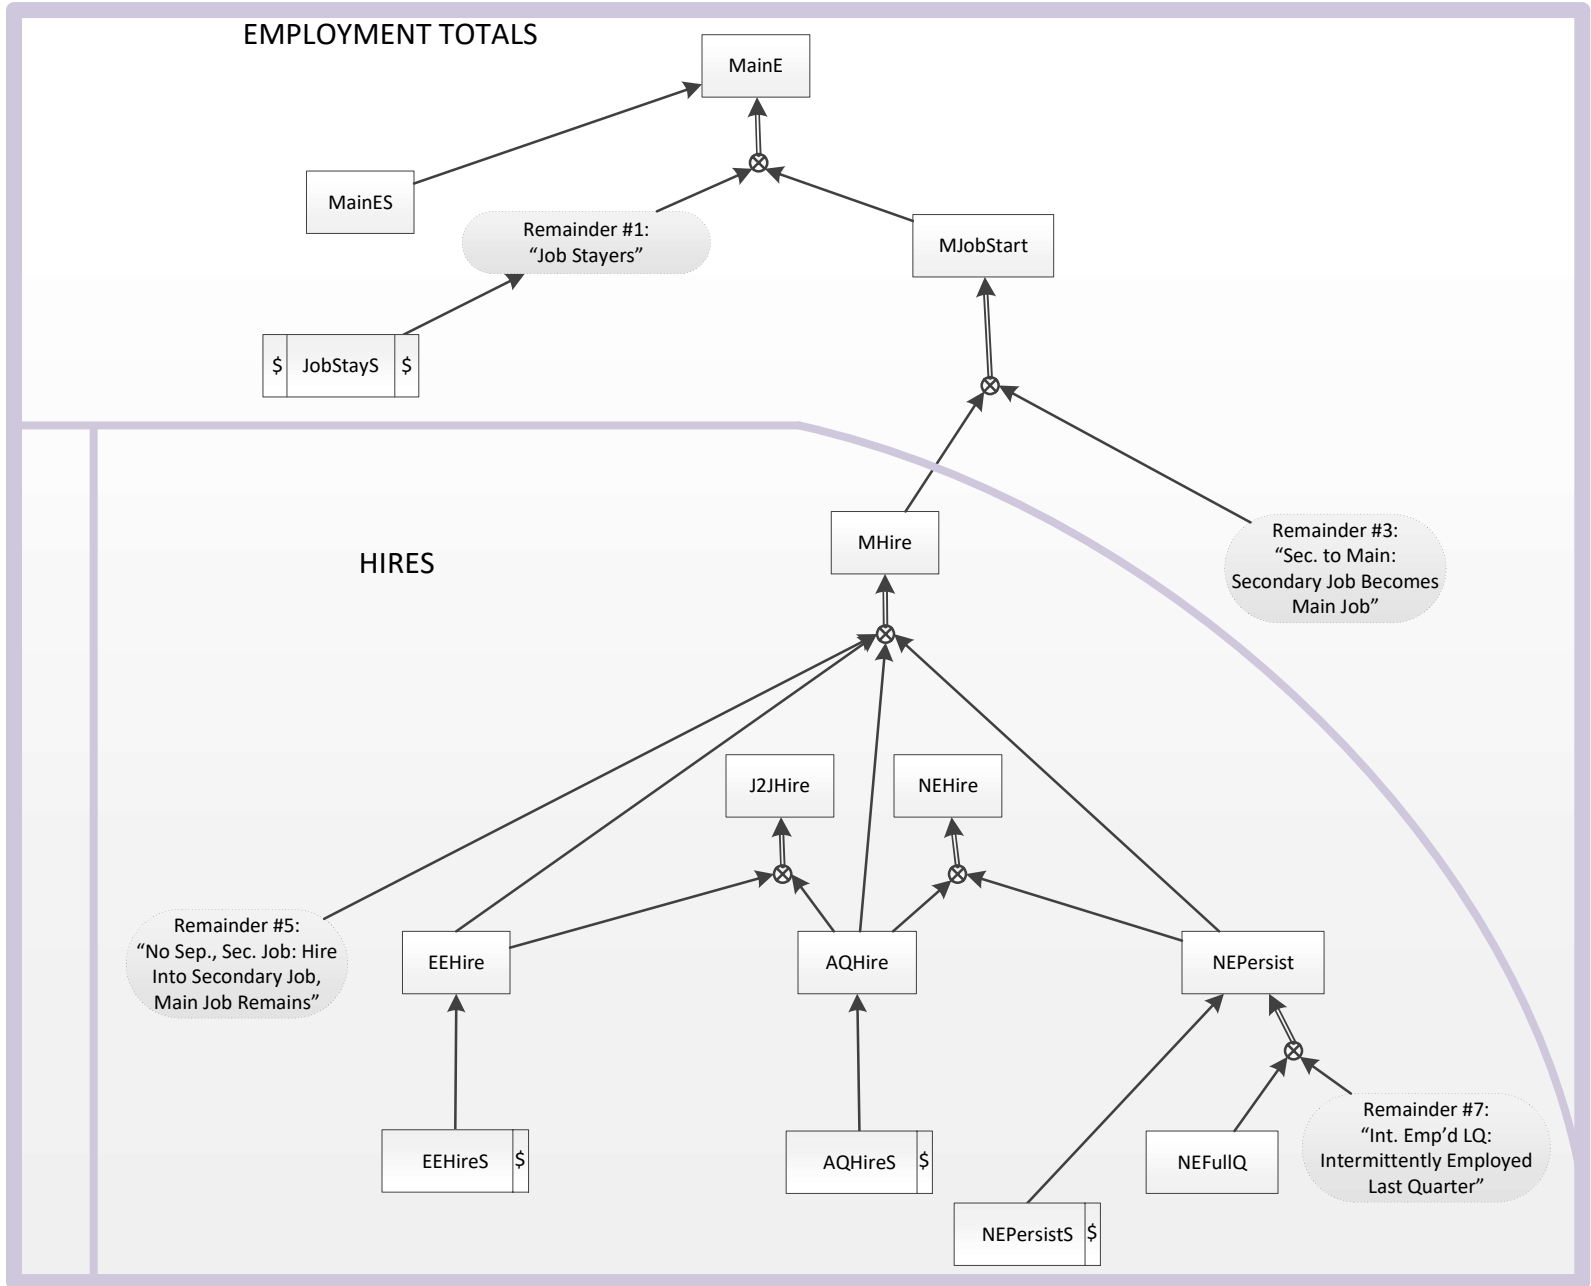 EMPLOYMENT TOTALS
MainE
MainES
Remainder #1:
“Job Stayers”
MJobStart
$ JobStayS $
MHire
HIRES
Remainder #3:
“Sec. to Main:
Secondary Job Becomes
Main Job”
J2JHire
NEHire
Remainder #5:
“No Sep., Sec. Job: Hire
Into Secondary Job,
Main Job Remains”
EEHire
AQHire
NEPersist
EEHireS $
AQHireS $
NEFullQ
Remainder #7:
“Int. Emp’d LQ:
Intermittently Employed
Last Quarter”
NEPersistS $